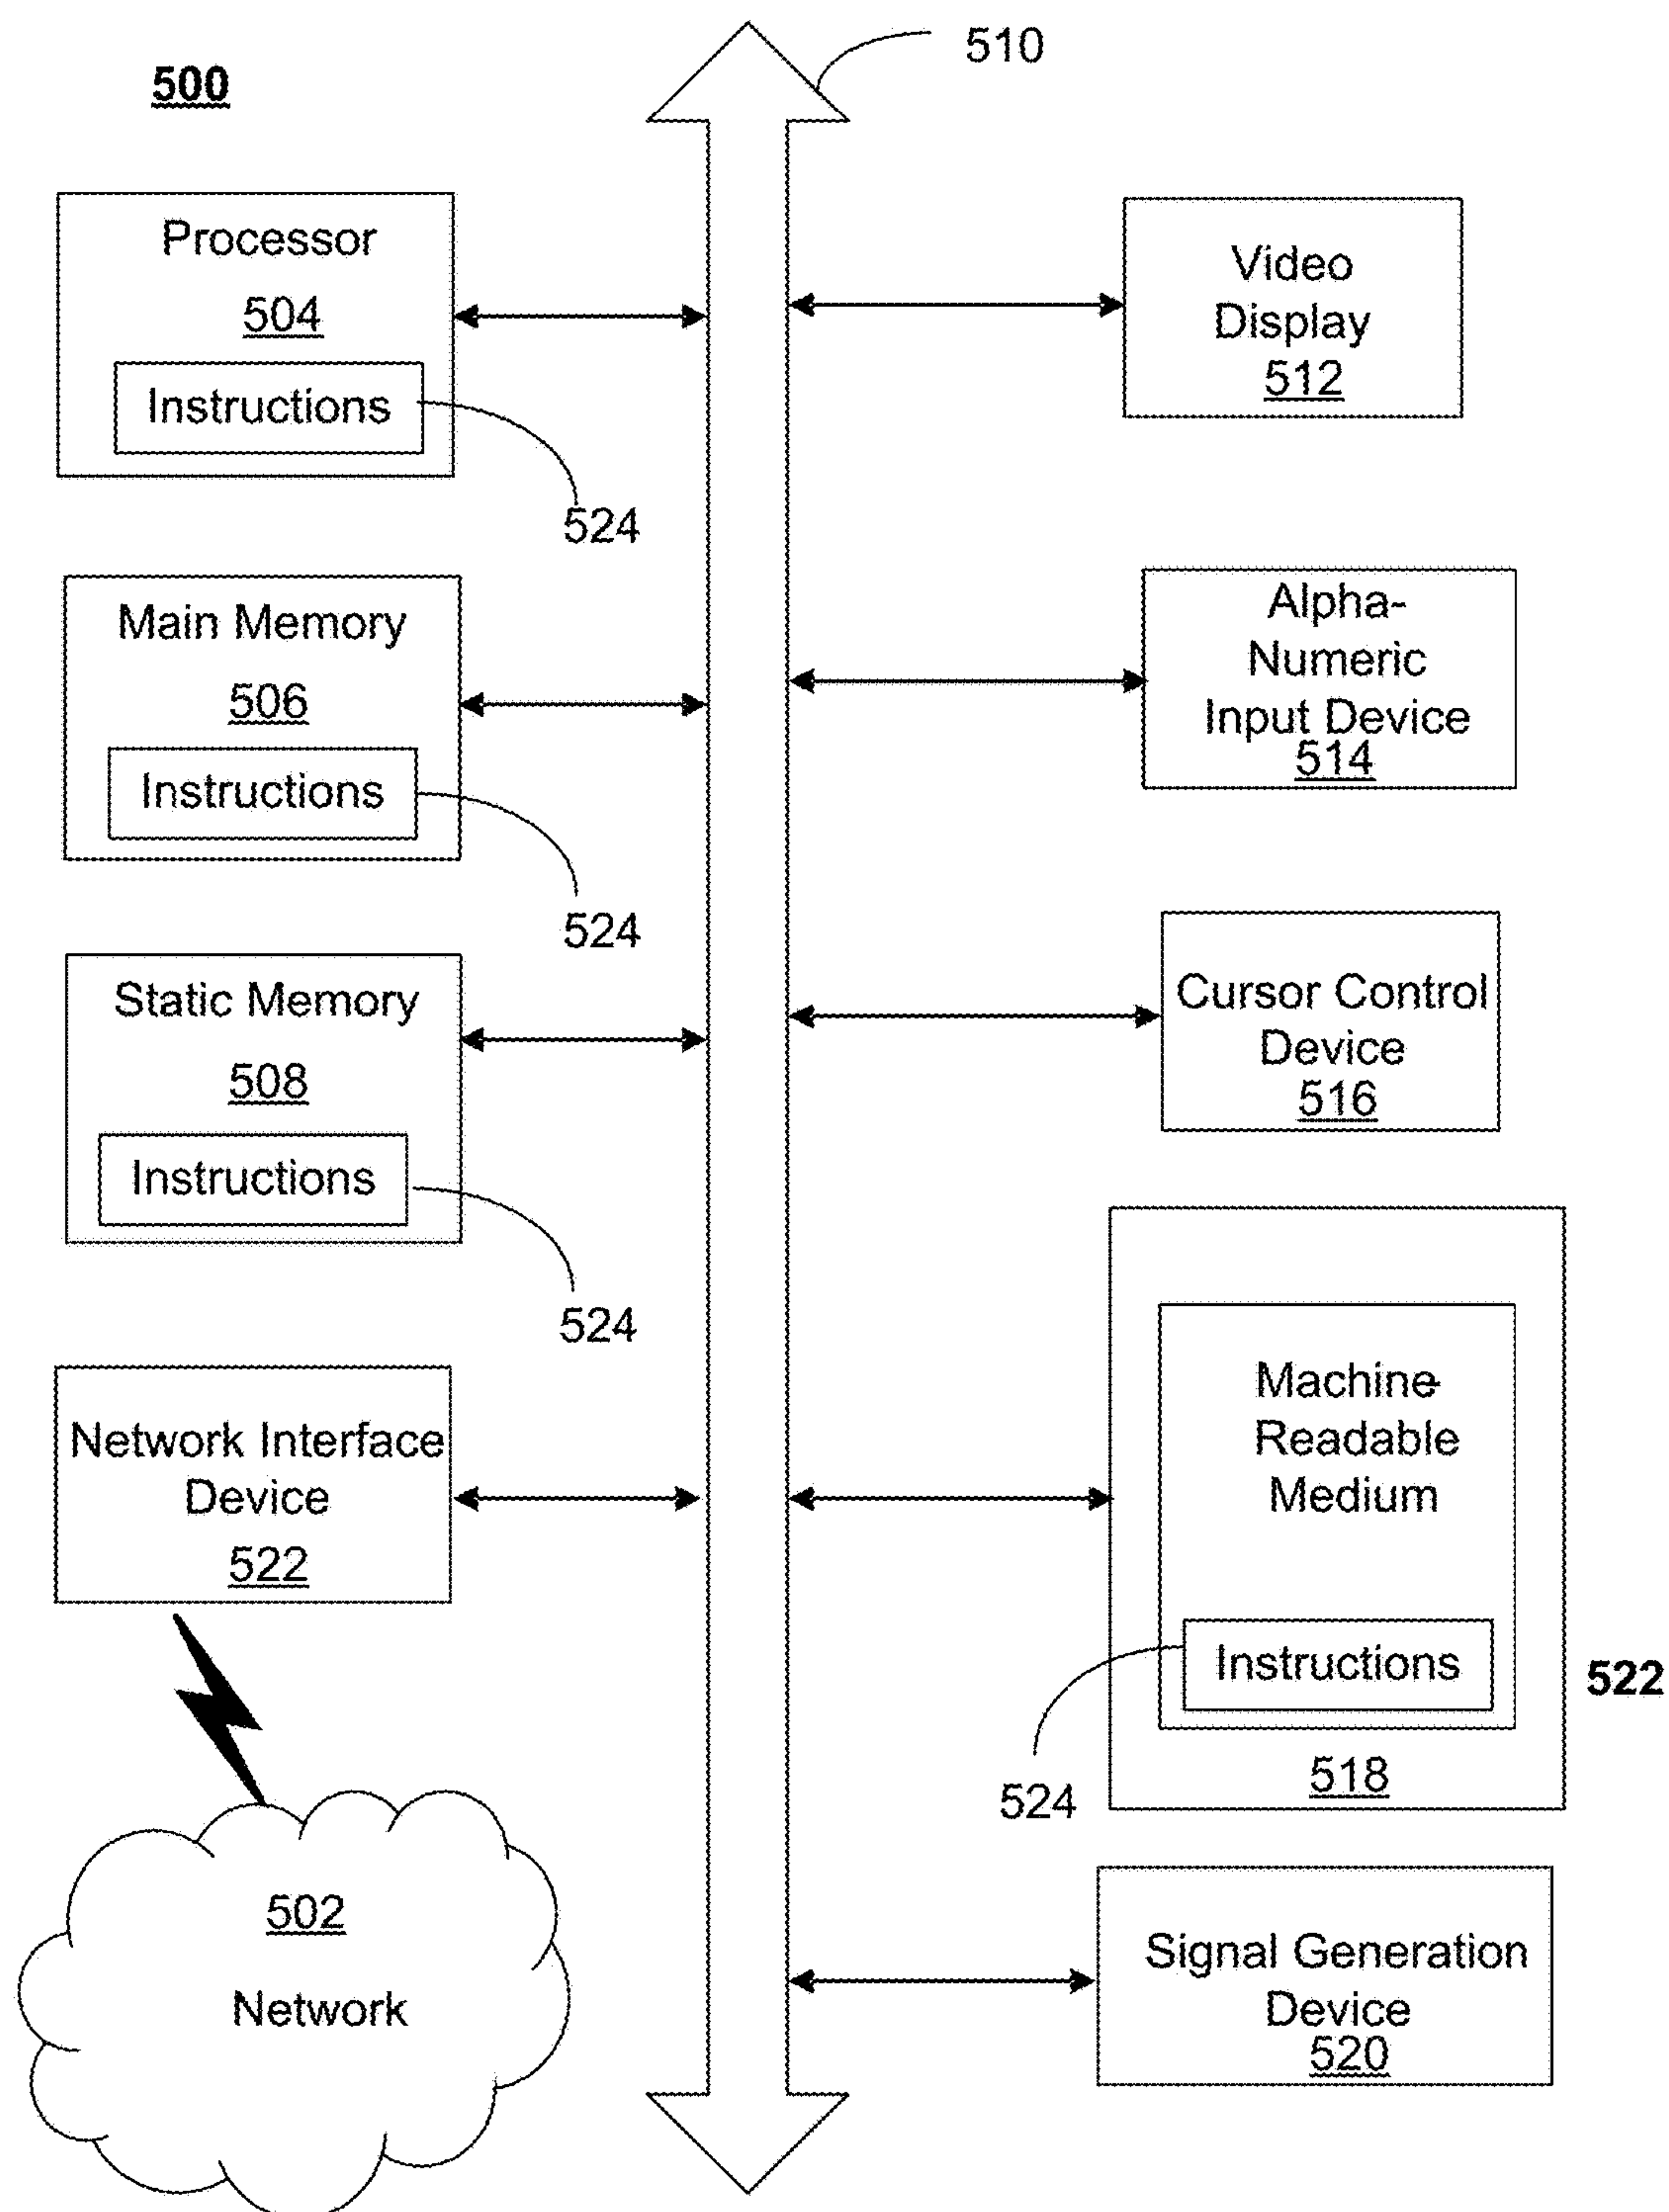 500
510
Processor
504
Instructions
524
Main Memory
506
Instructions
524
Static Memory
508
Instructions
524
Network Interface
Device
522
502
Network
Video
Display
512
Alpha-
Numeric
Input Device
514
Cursor Control
Device
516
Machine-
Readable
Medium
Instructions
524
518
522
Signal Generation
Device
520